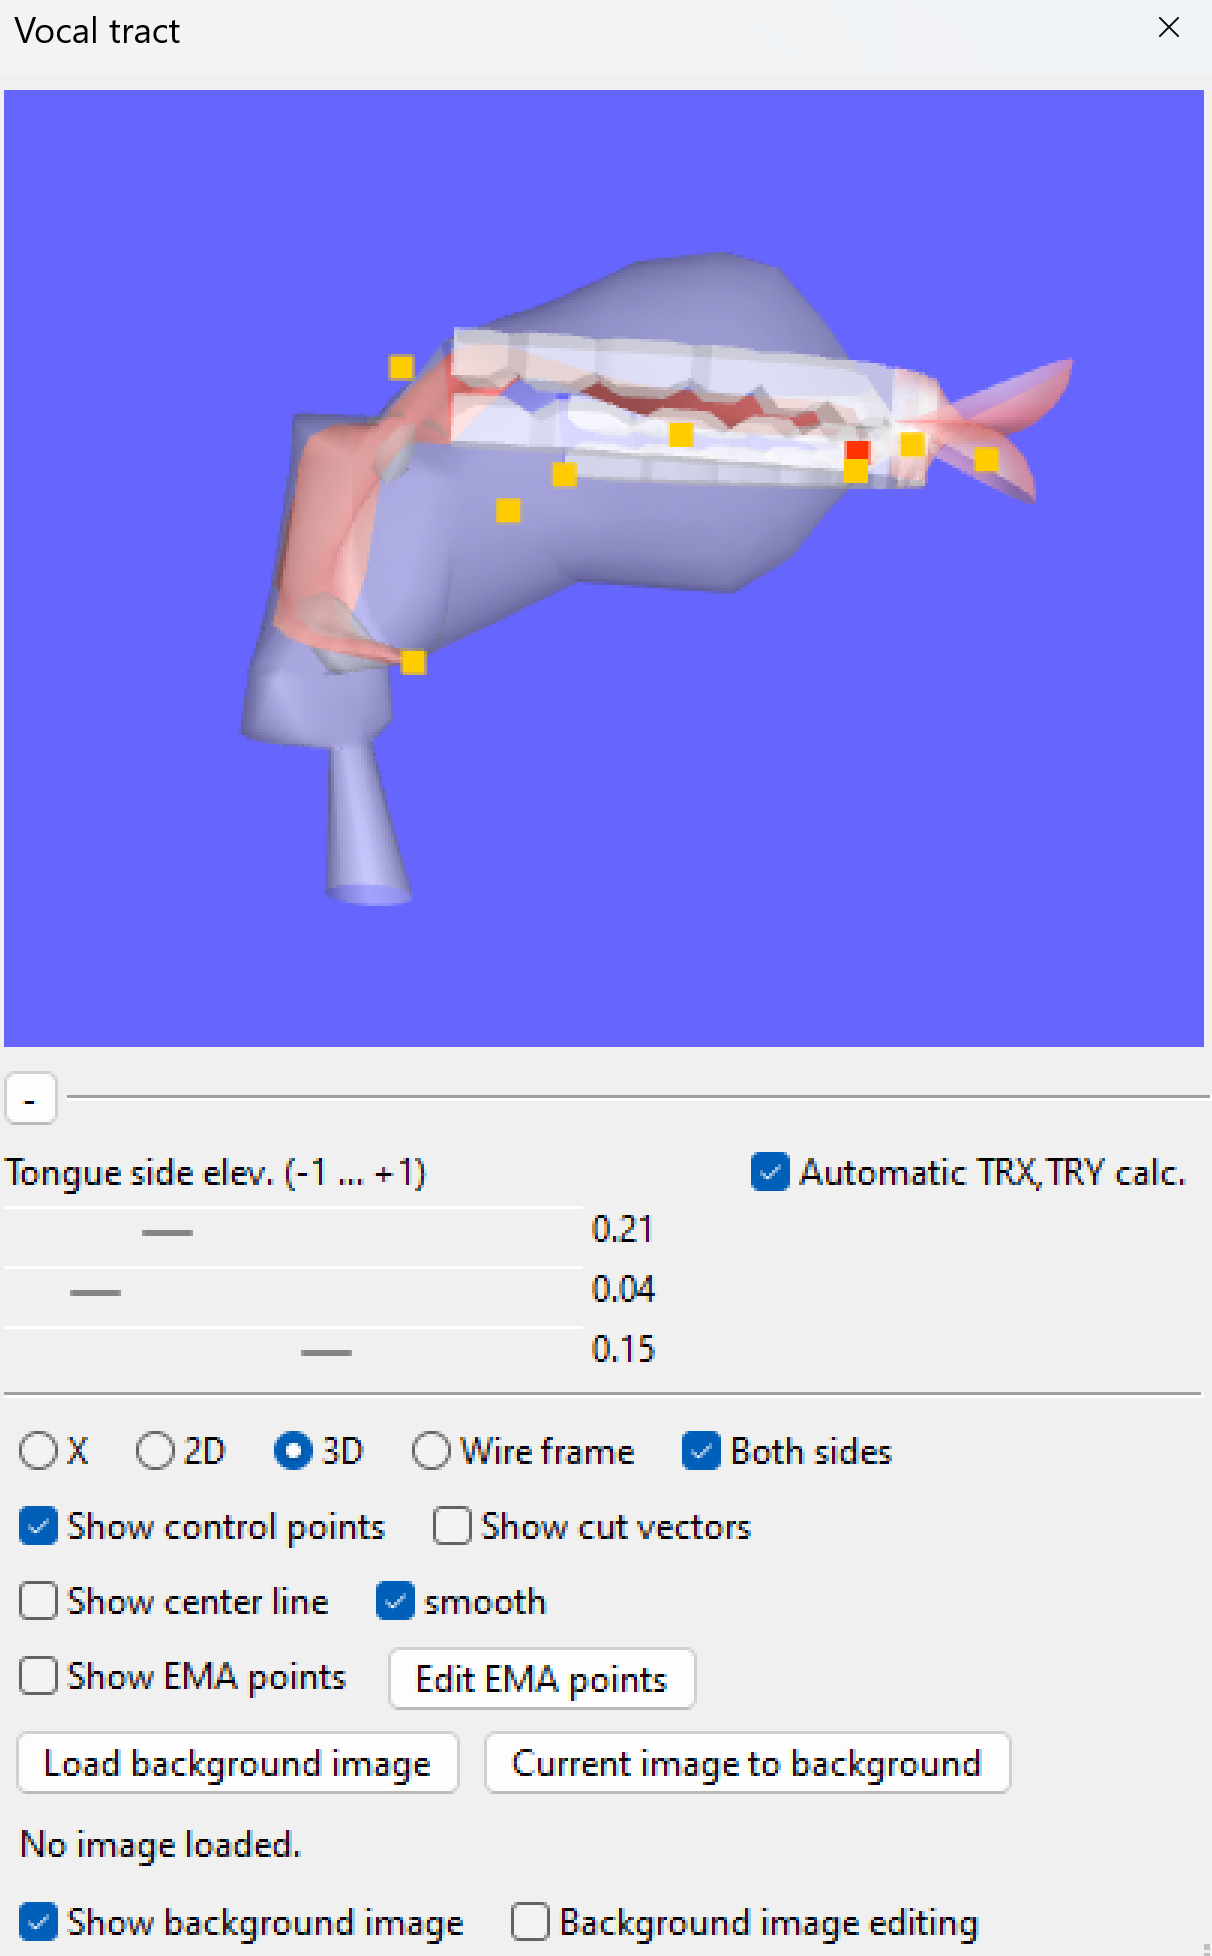 Vocal tract
-
Tongue side elev. (-1 ... +1) Automatic TRX,TRY calc.
0.21
0.04
0.15
X 2D 3D Wire frame Both sides
Show control points Show cut vectors
Show center line smooth
Show EMA points Edit EMA points
Load background image Current image to background
No image loaded.
Show background image Background image editing